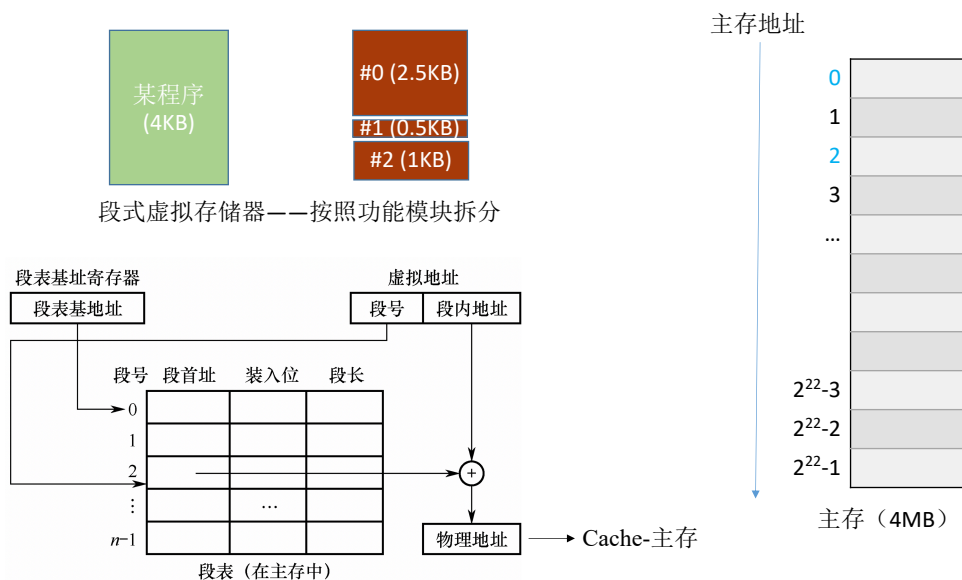 某程序
(4KB)
#0 (2.5KB)
#1 (0.5KB)
#2 (1KB)
段式虚拟存储器——按照功能模块拆分
段表基址寄存器
段表基地址
虚拟地址
段号 段内地址
段号 段首址 装入位 段长
0
1
2
⋮ …
n-1
段表（在主存中）
+
物理地址
Cache-主存
主存地址
0
1
2
3
…
2²²-3
2²²-2
2²²-1
主存（4MB）